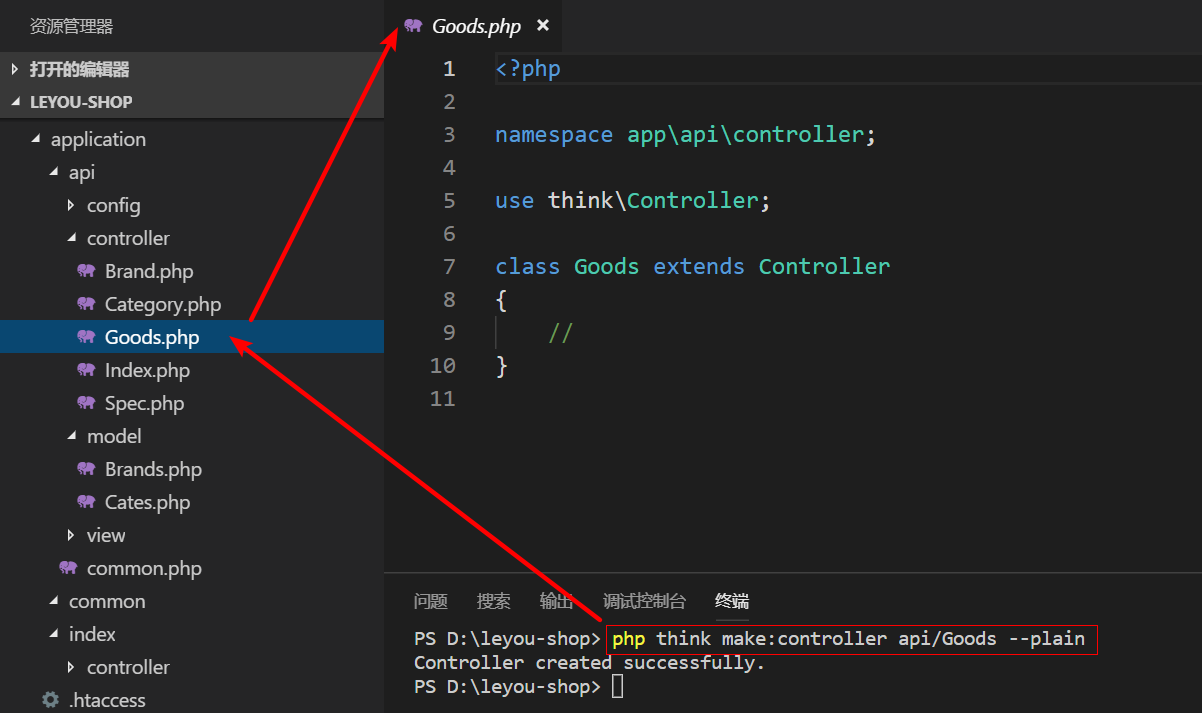 资源管理器
打开的编辑器
LEYOU-SHOP
application
api
config
controller
Brand.php
Category.php
Goods.php
Index.php
Spec.php
model
Brands.php
Cates.php
view
common.php
common
index
controller
.htaccess
Goods.php ×
1 <?php
2
3 namespace app\api\controller;
4
5 use think\Controller;
6
7 class Goods extends Controller
8 {
9 //
10 }
11
问题 搜索 输出 调试控制台 终端
PS D:\leyou-shop> php think make:controller api/Goods --plain
Controller created successfully.
PS D:\leyou-shop>